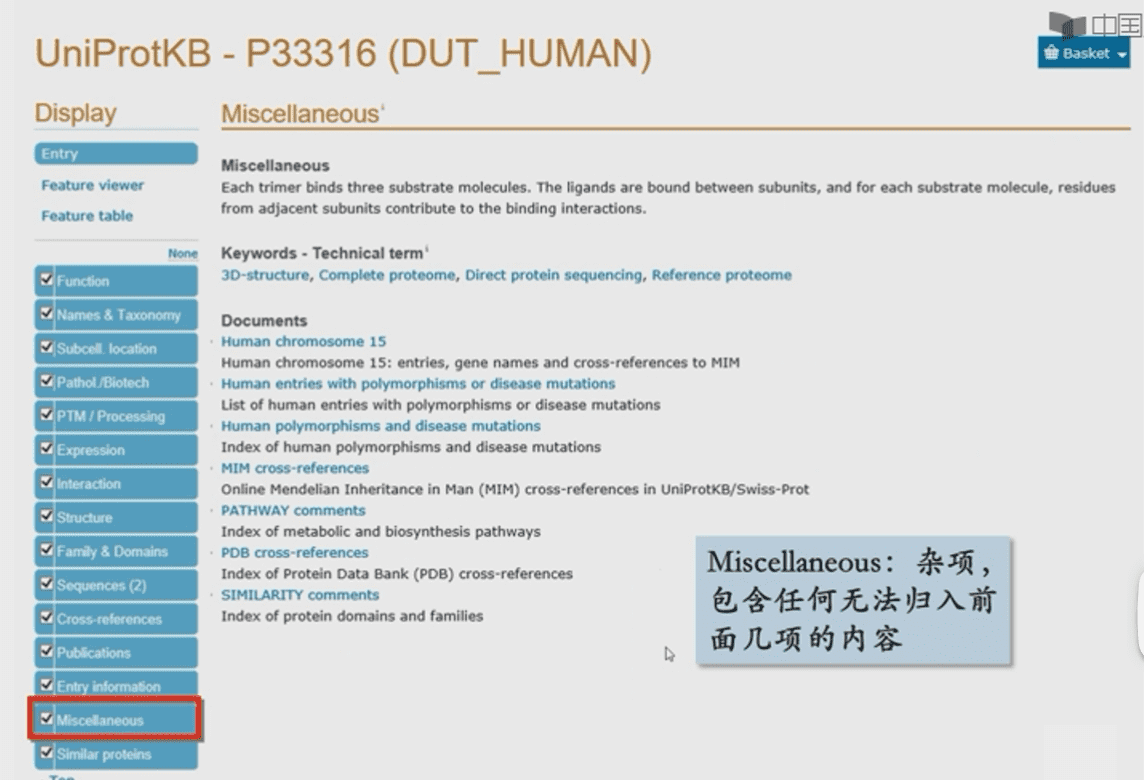 中国
UniProtKB - P33316 (DUT_HUMAN)
Basket
Display
Entry
Feature viewer
Feature table
None
Function
Names & Taxonomy
Subcell. location
Pathol./Biotech
PTM / Processing
Expression
Interaction
Structure
Family & Domains
Sequences (2)
Cross-references
Publications
Entry information
Miscellaneous
Similar proteins
Top
Miscellaneous i
Miscellaneous
Each trimer binds three substrate molecules. The ligands are bound between subunits, and for each substrate molecule, residues
from adjacent subunits contribute to the binding interactions.
Keywords - Technical term i
3D-structure, Complete proteome, Direct protein sequencing, Reference proteome
Documents
Human chromosome 15
Human chromosome 15: entries, gene names and cross-references to MIM
Human entries with polymorphisms or disease mutations
List of human entries with polymorphisms or disease mutations
Human polymorphisms and disease mutations
Index of human polymorphisms and disease mutations
MIM cross-references
Online Mendelian Inheritance in Man (MIM) cross-references in UniProtKB/Swiss-Prot
PATHWAY comments
Index of metabolic and biosynthesis pathways
PDB cross-references
Index of Protein Data Bank (PDB) cross-references
SIMILARITY comments
Index of protein domains and families
Miscellaneous：杂项，
包含任何无法归入前
面几项的内容